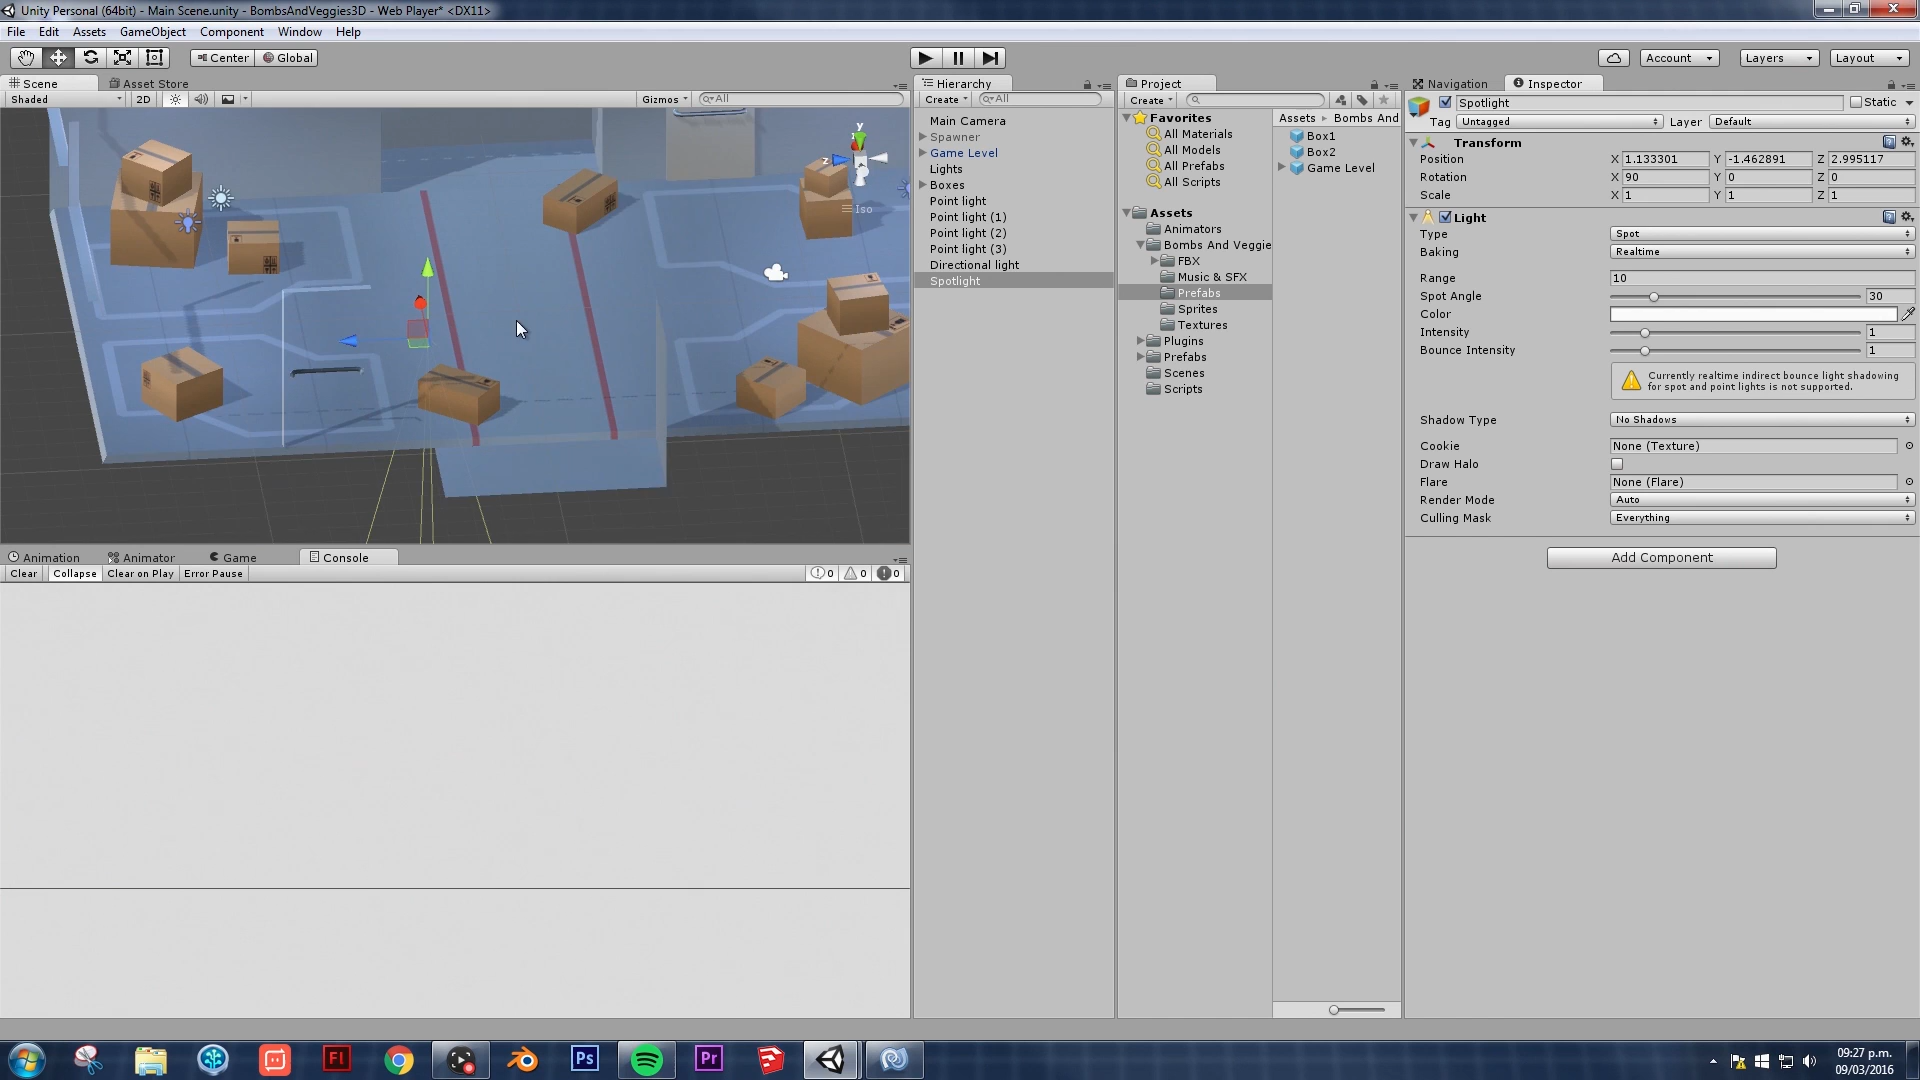 Unity Personal (64bit) - Main Scene.unity - BombsAndVeggies3D - Web Player* <DX11>
File Edit Assets GameObject Component Window Help
Center Global Account Layers Layout
Scene Asset Store
Shaded 2D Gizmos All
y
z
Iso
Animation Animator Game Console
Clear Collapse Clear on Play Error Pause 0 0 0
Hierarchy
Create All
Main Camera
Spawner
Game Level
Lights
Boxes
Point light
Point light (1)
Point light (2)
Point light (3)
Directional light
Spotlight
Project
Create
Favorites
All Materials
All Models
All Prefabs
All Scripts
Assets
Animators
Bombs And Veggie
FBX
Music & SFX
Prefabs
Sprites
Textures
Plugins
Prefabs
Scenes
Scripts
Assets Bombs And
Box1
Box2
Game Level
Navigation Inspector
Spotlight Static
Tag Untagged Layer Default
Transform
Position X 1.133301 Y -1.462891 Z 2.995117
Rotation X 90 Y 0 Z 0
Scale X 1 Y 1 Z 1
Light
Type Spot
Baking Realtime
Range 10
Spot Angle 30
Color
Intensity 1
Bounce Intensity 1
Currently realtime indirect bounce light shadowing
for spot and point lights is not supported.
Shadow Type No Shadows
Cookie None (Texture)
Draw Halo
Flare None (Flare)
Render Mode Auto
Culling Mask Everything
Add Component
Fl Ps Pr
09:27 p.m.
09/03/2016